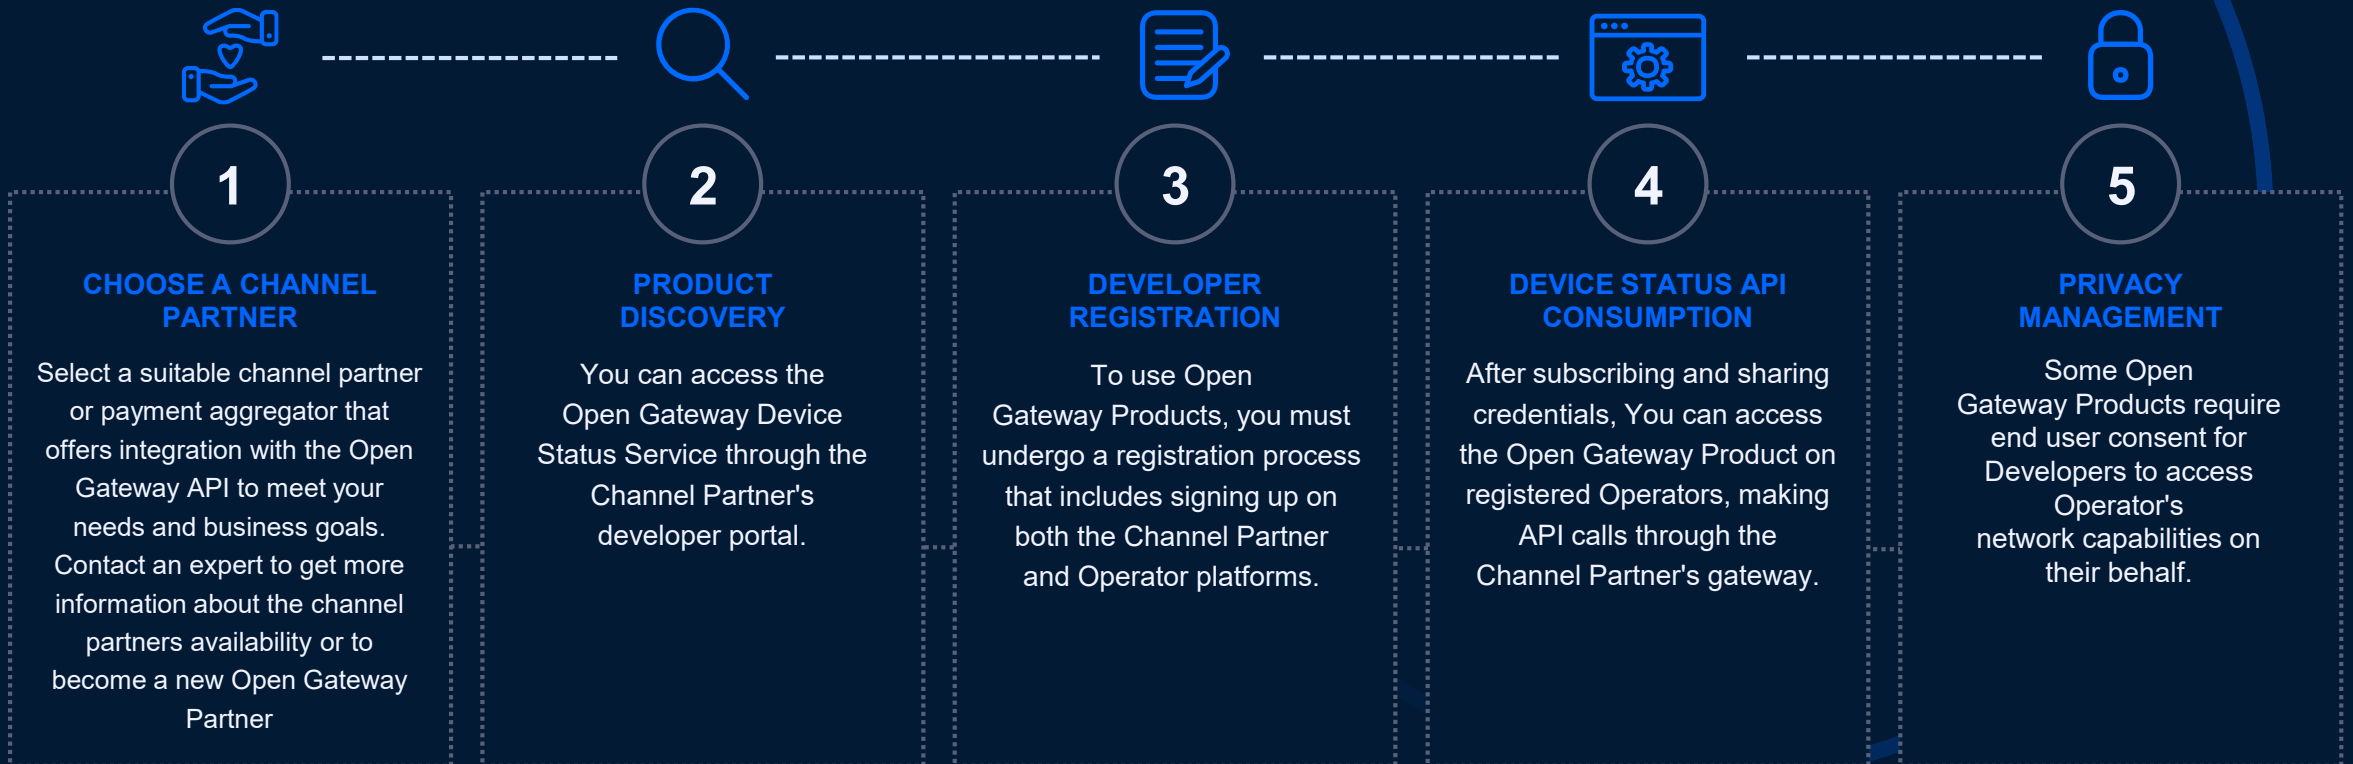 1
CHOOSE A CHANNEL
PARTNER
Select a suitable channel partner
or payment aggregator that
offers integration with the Open
Gateway API to meet your
needs and business goals.
Contact an expert to get more
information about the channel
partners availability or to
become a new Open Gateway
Partner
2
PRODUCT
DISCOVERY
You can access the
Open Gateway Device
Status Service through the
Channel Partner's
developer portal.
3
DEVELOPER
REGISTRATION
To use Open
Gateway Products, you must
undergo a registration process
that includes signing up on
both the Channel Partner
and Operator platforms.
4
DEVICE STATUS API
CONSUMPTION
After subscribing and sharing
credentials, You can access
the Open Gateway Product on
registered Operators, making
API calls through the
Channel Partner's gateway.
5
PRIVACY
MANAGEMENT
Some Open
Gateway Products require
end user consent for
Developers to access
Operator's
network capabilities on
their behalf.